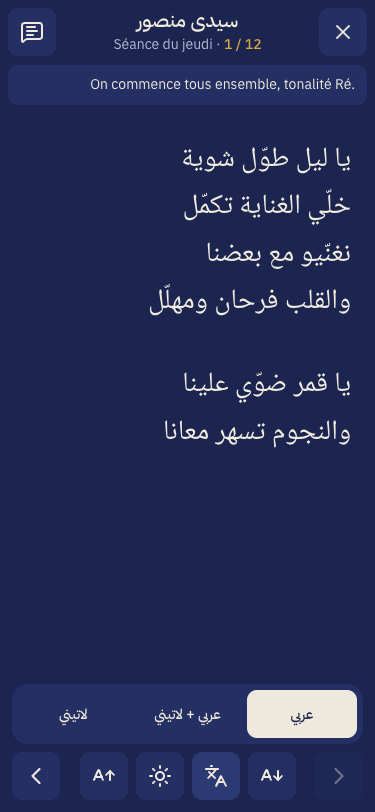 سيدي منصور
Séance du jeudi · 1 / 12
On commence tous ensemble, tonalité Ré.
يا ليل طوّل شوية
خلّي الغناية تكمّل
نغنّيو مع بعضنا
والقلب فرحان ومهلّل
يا قمر ضوّي علينا
والنجوم تسهر معانا
عربي
عربي + لاتيني
لاتيني
A↑
A↓